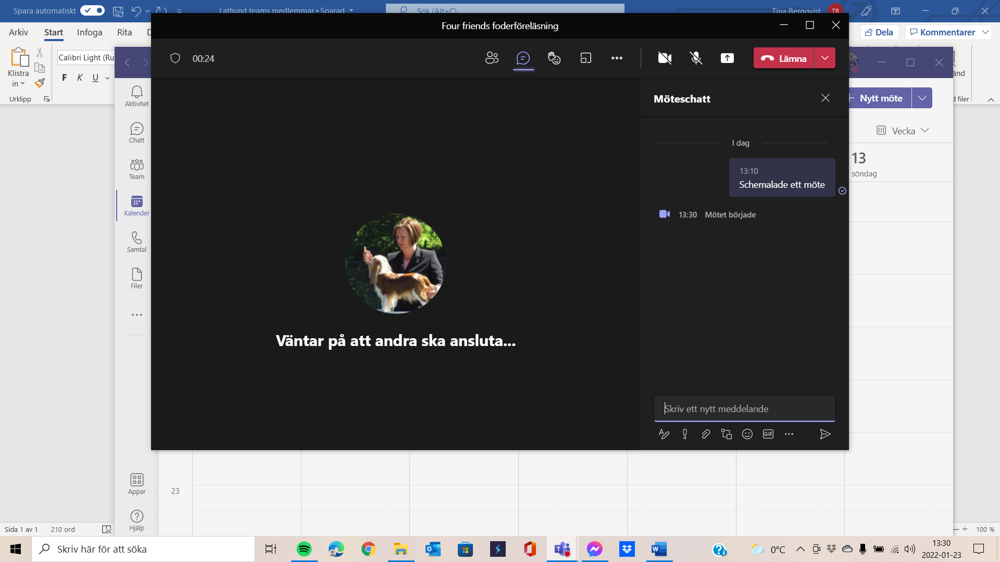 Spara automatiskt
Lathund teams medlemmar • Sparad
Sök (Alt+C)
Tina Bergqvist
TB
Arkiv
Start
Infoga
Rita
Dela
Kommentarer
Klistra
in
Calibri Light (Ru
F K U
Urklipp
Four friends foderföreläsning
00:24
Lämna
Möteschatt
I dag
13:10
Schemalade ett möte
13:30 Mötet började
Väntar på att andra ska ansluta...
Skriv ett nytt meddelande
GIF
Aktivitet
Chatt
Team
Kalender
Samtal
Filer
Appar
Hjälp
Nytt möte
filer
Vecka
13
söndag
23
Sida 1 av 1
210 ord
100 %
Skriv här för att söka
0°C
13:30
2022-01-23